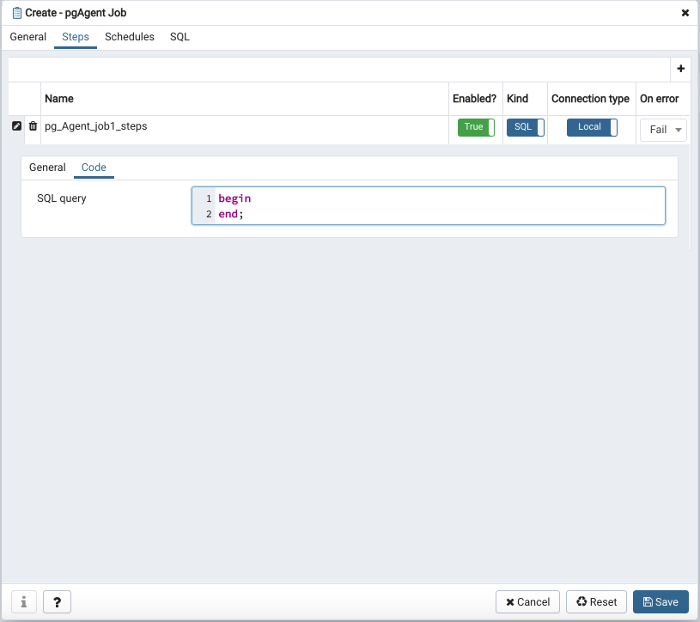 Create - pgAgent Job
General Steps Schedules SQL
Name Enabled? Kind Connection type On error
pg_Agent_job1_steps True SQL Local Fail
General Code
SQL query
1 begin
2 end;
Cancel Reset Save